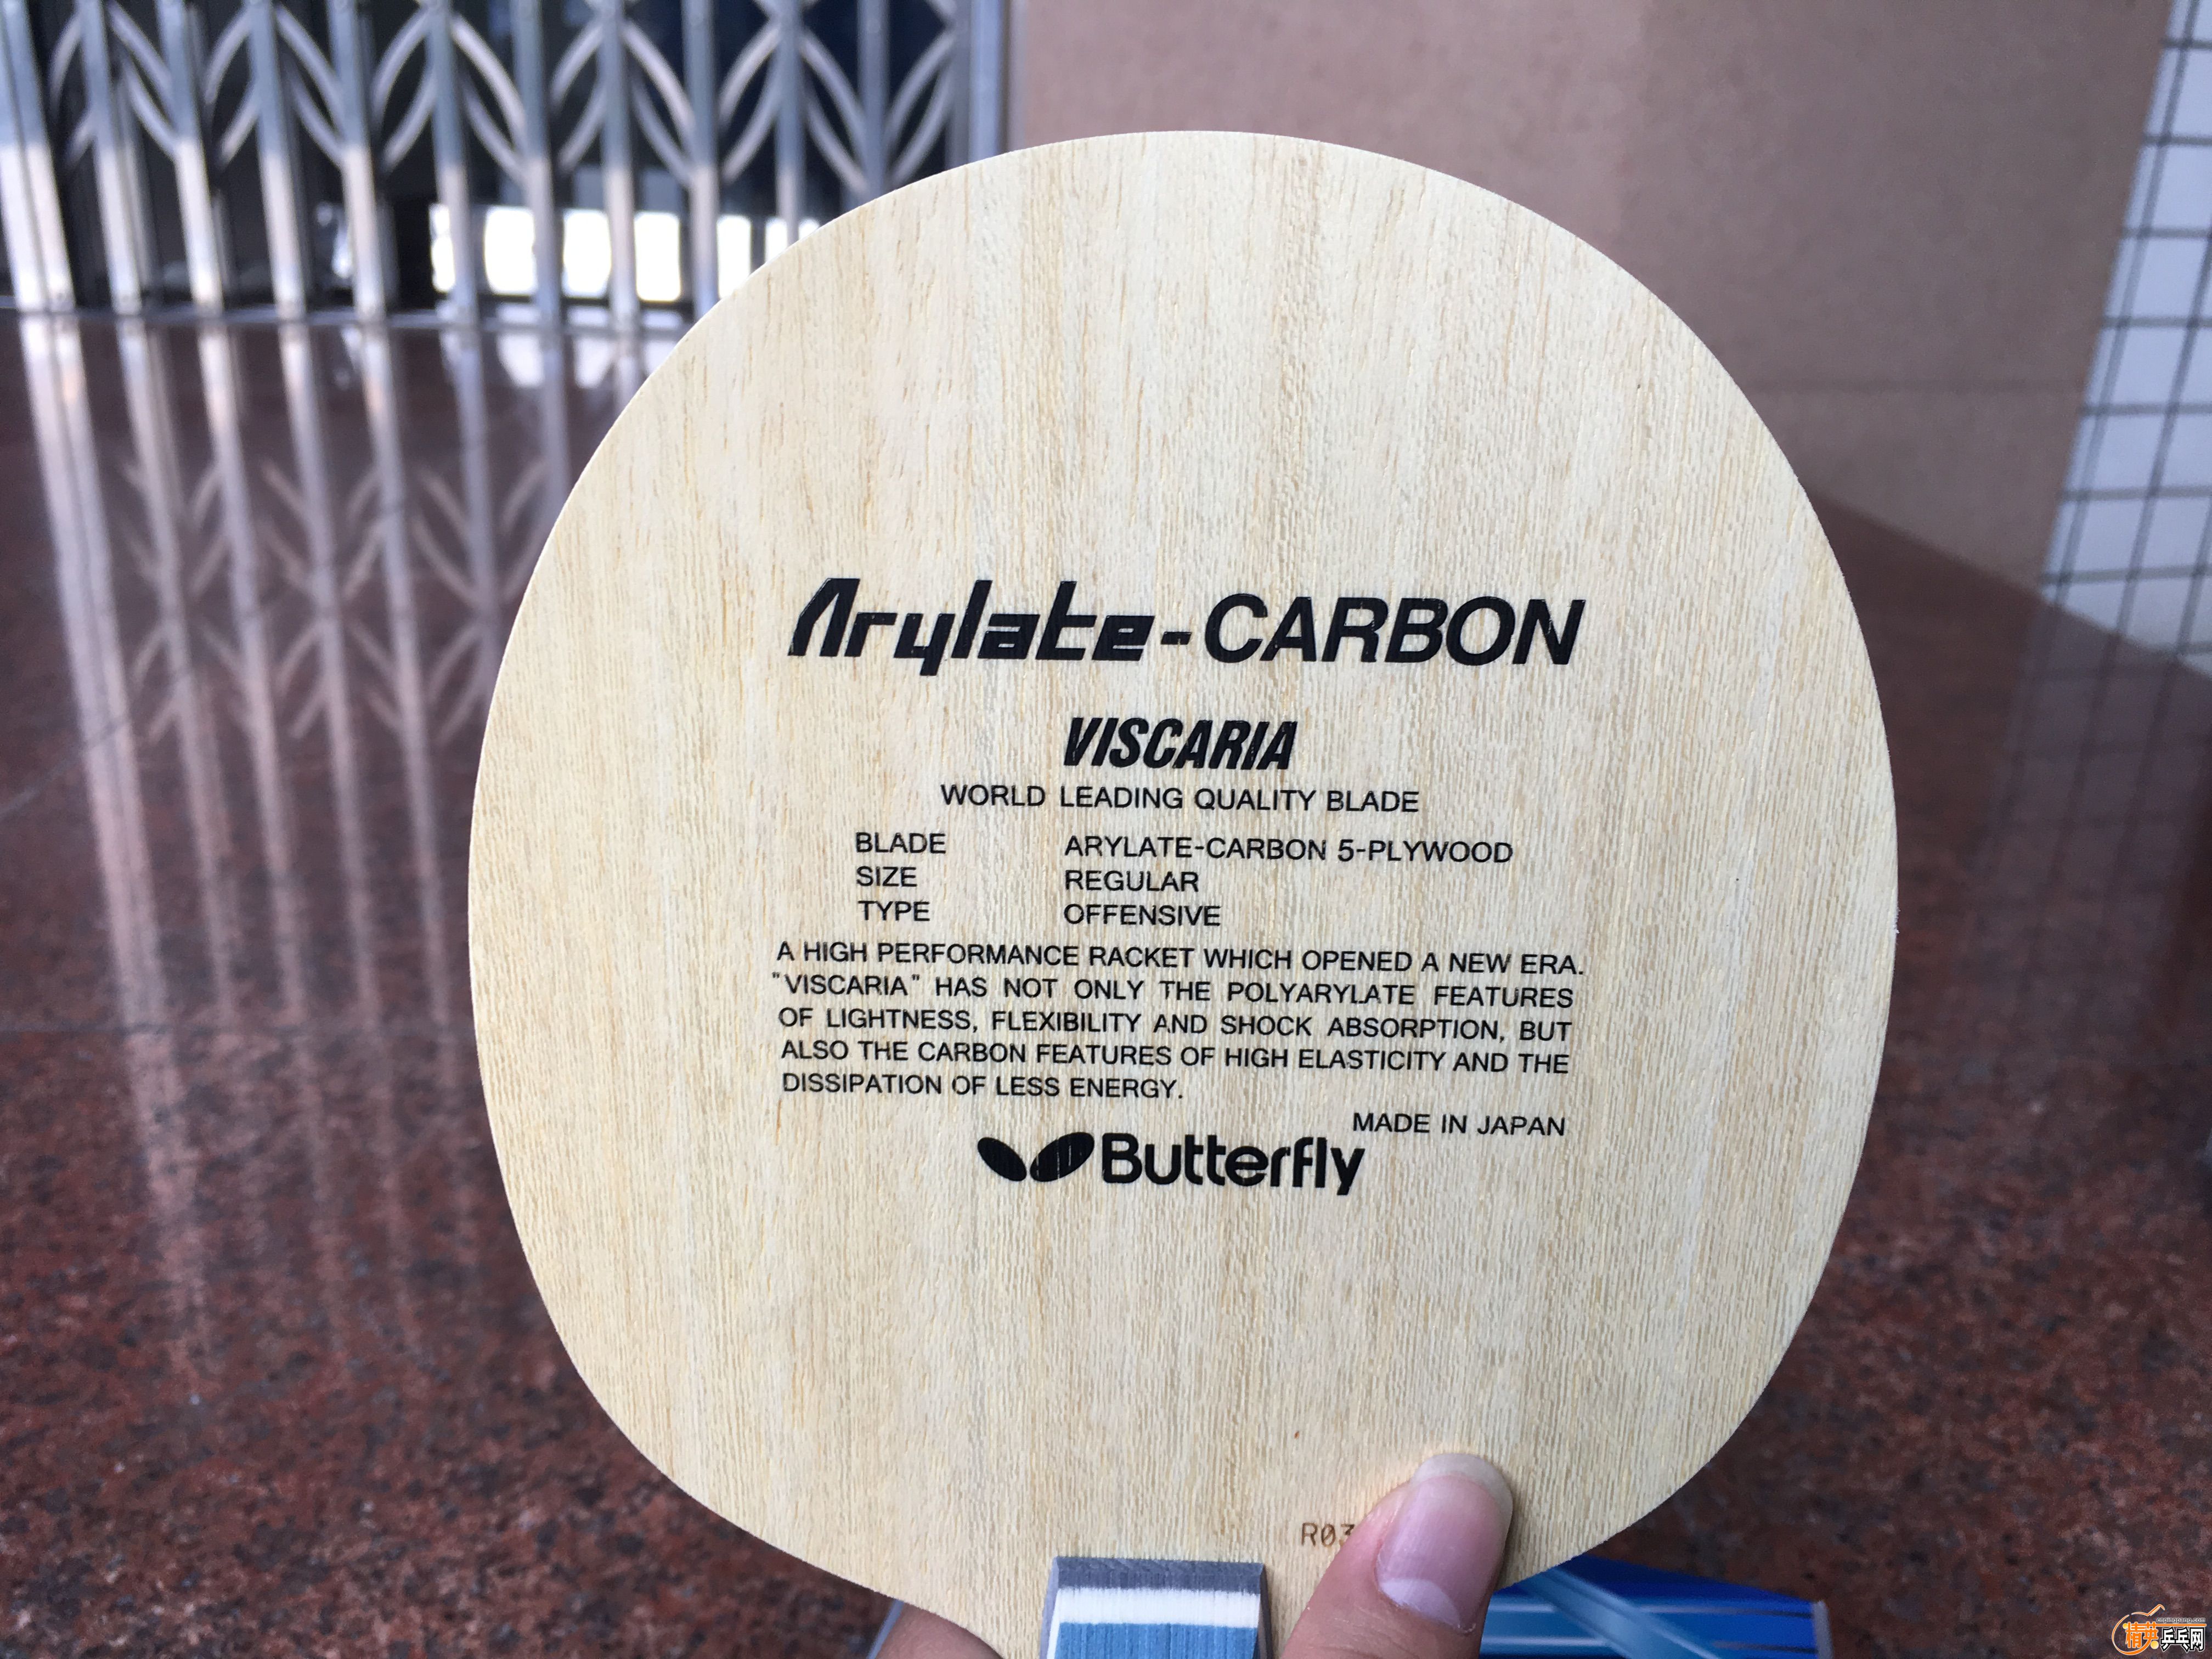 Arylate-CARBON
VISCARIA
WORLD LEADING QUALITY BLADE
BLADE ARYLATE-CARBON 5-PLYWOOD
SIZE REGULAR
TYPE OFFENSIVE
A HIGH PERFORMANCE RACKET WHICH OPENED A NEW ERA.
"VISCARIA" HAS NOT ONLY THE POLYARYLATE FEATURES
OF LIGHTNESS, FLEXIBILITY AND SHOCK ABSORPTION, BUT
ALSO THE CARBON FEATURES OF HIGH ELASTICITY AND THE
DISSIPATION OF LESS ENERGY.
MADE IN JAPAN
Butterfly
R03
精英乒乓网